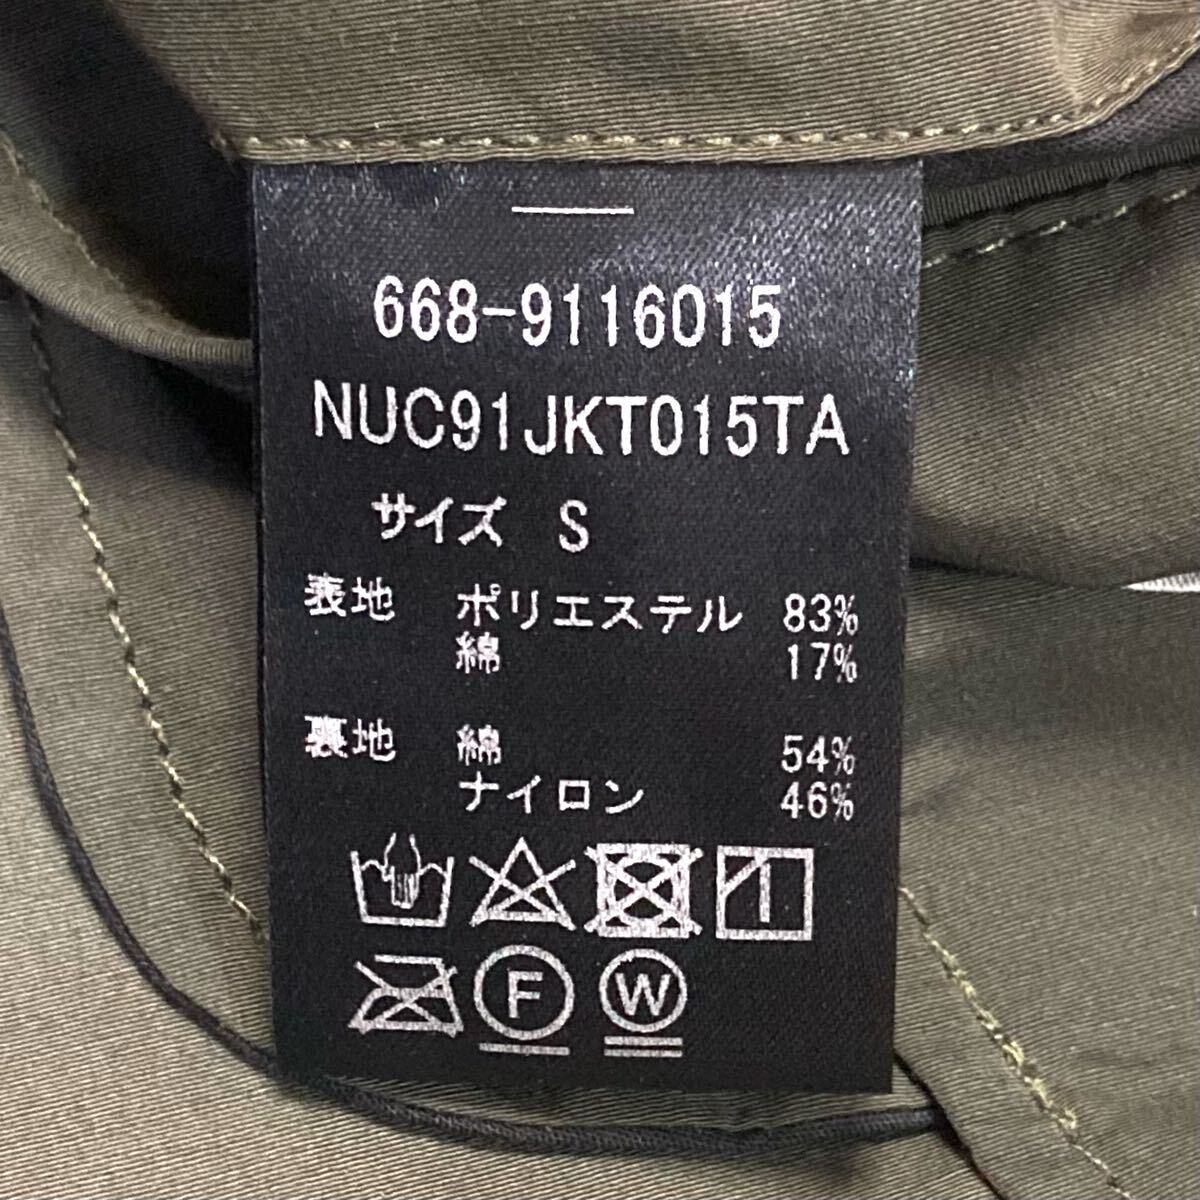 668-9116015
NUC91JKT015TA
サイズ S
表地 ポリエステル 83%
綿 17%
裏地 綿 54%
ナイロン 46%
F W